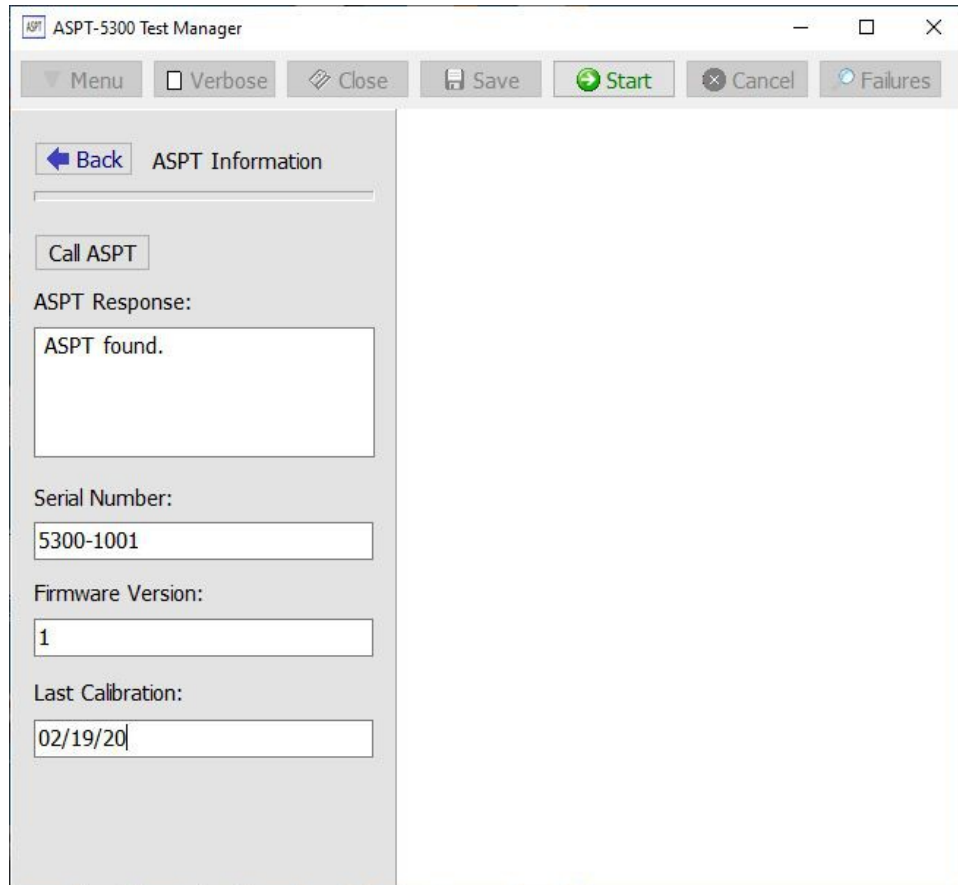 ASPT ASPT-5300 Test Manager
Menu Verbose Close Save Start Cancel Failures
Back ASPT Information
Call ASPT
ASPT Response:
ASPT found.
Serial Number:
5300-1001
Firmware Version:
1
Last Calibration:
02/19/20